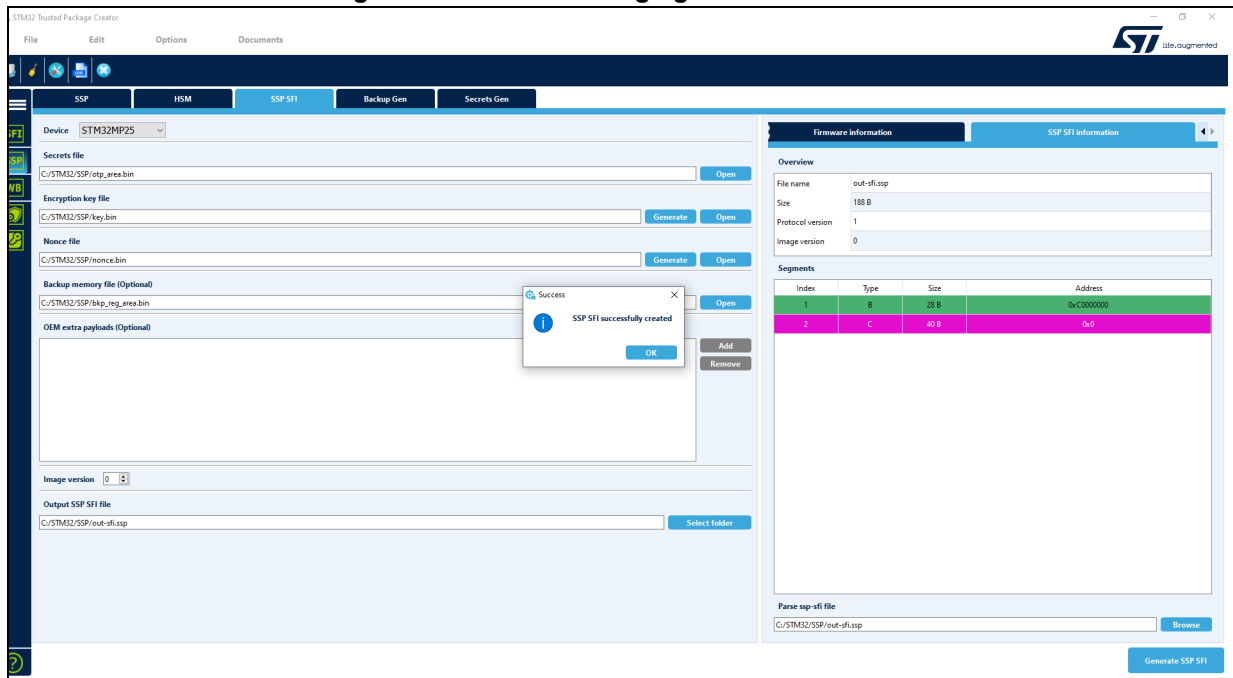 STM32 Trusted Package Creator
File Edit Options Documents
life.augmented
SSP HSM SSP SFI Backup Gen Secrets Gen
Device STM32MP25
Secrets file
C:/STM32/SSP/otp_area.bin Open
Encryption key file
C:/STM32/SSP/key.bin Generate Open
Nonce file
C:/STM32/SSP/nonce.bin Generate Open
Backup memory file (Optional)
C:/STM32/SSP/bkp_reg_area.bin Open
OEM extra payloads (Optional)
Add
Remove
Success
SSP SFI successfully created
OK
Image version 0
Output SSP SFI file
C:/STM32/SSP/out-sfi.ssp Select folder
Firmware information SSP SFI information
Overview
File name out-sfi.ssp
Size 188 B
Protocol version 1
Image version 0
Segments
Index Type Size Address
1 B 28 B 0xC0000000
2 C 40 B 0x0
Parse ssp-sfi file
C:/STM32/SSP/out-sfi.ssp Browse
Generate SSP SFI